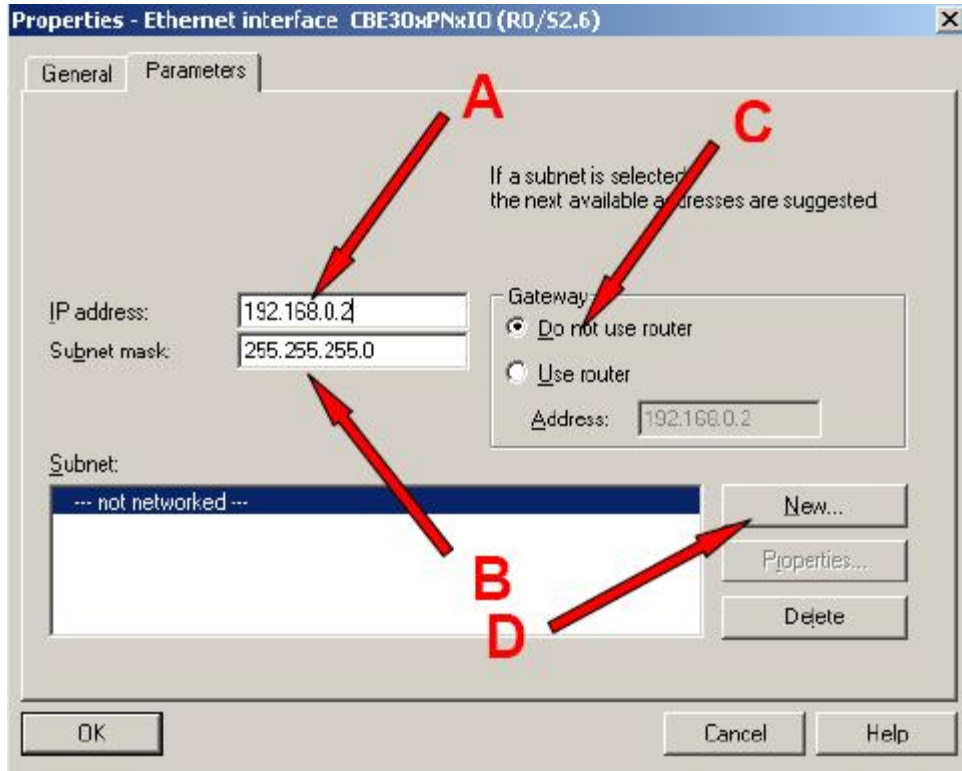 Properties - Ethernet interface CBE30xPNxIO (R0/S2.6)
General Parameters
A
C
If a subnet is selected,
the next available addresses are suggested.
IP address: 192.168.0.2
Subnet mask: 255.255.255.0
Gateway
Do not use router
Use router
Address: 192.168.0.2
Subnet:
--- not networked ---
New...
Properties...
Delete
B
D
OK Cancel Help